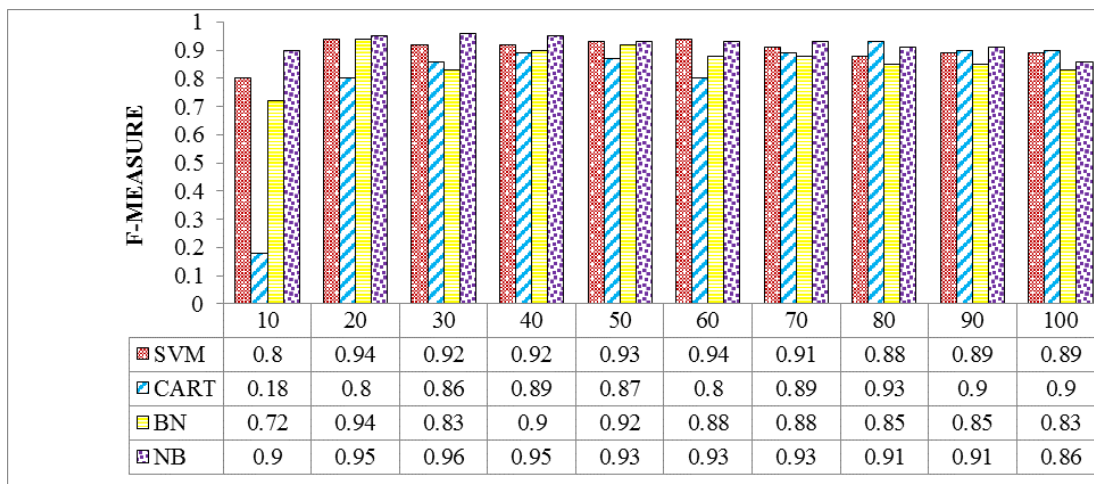 1
0.9
0.8
0.7
0.6
0.5
0.4
0.3
0.2
0.1
0
F-MEASURE
10 20 30 40 50 60 70 80 90 100
SVM 0.8 0.94 0.92 0.92 0.93 0.94 0.91 0.88 0.89 0.89
CART 0.18 0.8 0.86 0.89 0.87 0.8 0.89 0.93 0.9 0.9
BN 0.72 0.94 0.83 0.9 0.92 0.88 0.88 0.85 0.85 0.83
NB 0.9 0.95 0.96 0.95 0.93 0.93 0.93 0.91 0.91 0.86